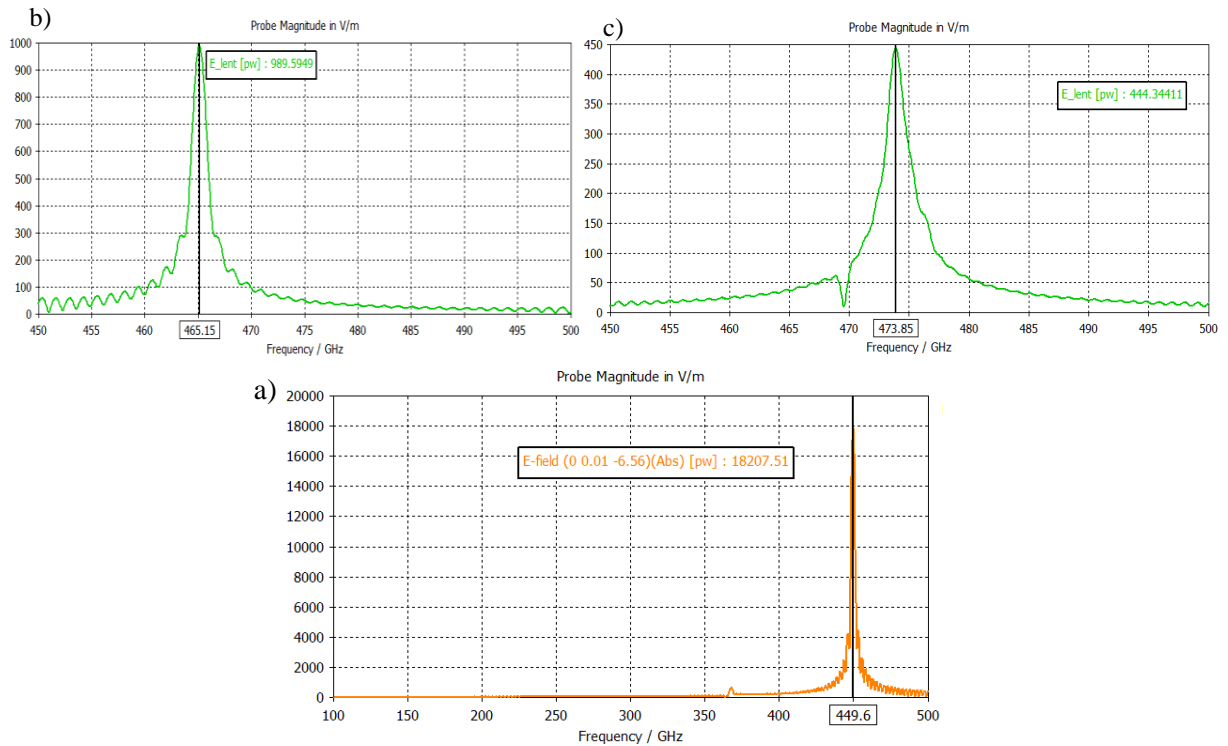 b)
Probe Magnitude in V/m
1000
900
800
700
600
500
400
300
200
100
0
E_lent [pw] : 989.5949
450 455 460 465.15 470 475 480 485 490 495 500
Frequency / GHz
c)
Probe Magnitude in V/m
450
400
350
300
250
200
150
100
50
0
E_lent [pw] : 444.34411
450 455 460 465 470 473.85 480 485 490 495 500
Frequency / GHz
a)
Probe Magnitude in V/m
20000
18000
16000
14000
12000
10000
8000
6000
4000
2000
0
E-field (0 0.01 -6.56)(Abs) [pw] : 18207.51
100 150 200 250 300 350 400 449.6 500
Frequency / GHz